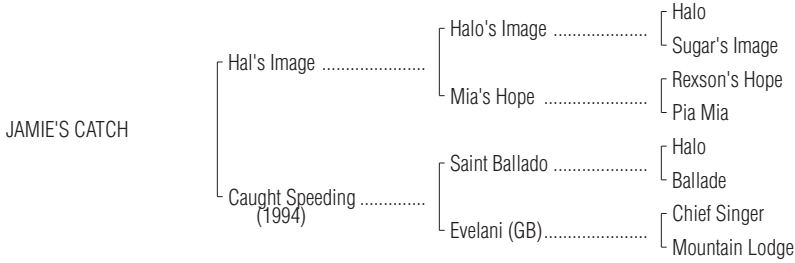 Halo
Halo's Image ....................
Sugar's Image
Hal's Image ......................
Rexson's Hope
Mia's Hope ......................
Pia Mia
JAMIE'S CATCH
Halo
Saint Ballado ....................
Ballade
Caught Speeding ..............
(1994)
Chief Singer
Evelani (GB)......................
Mountain Lodge